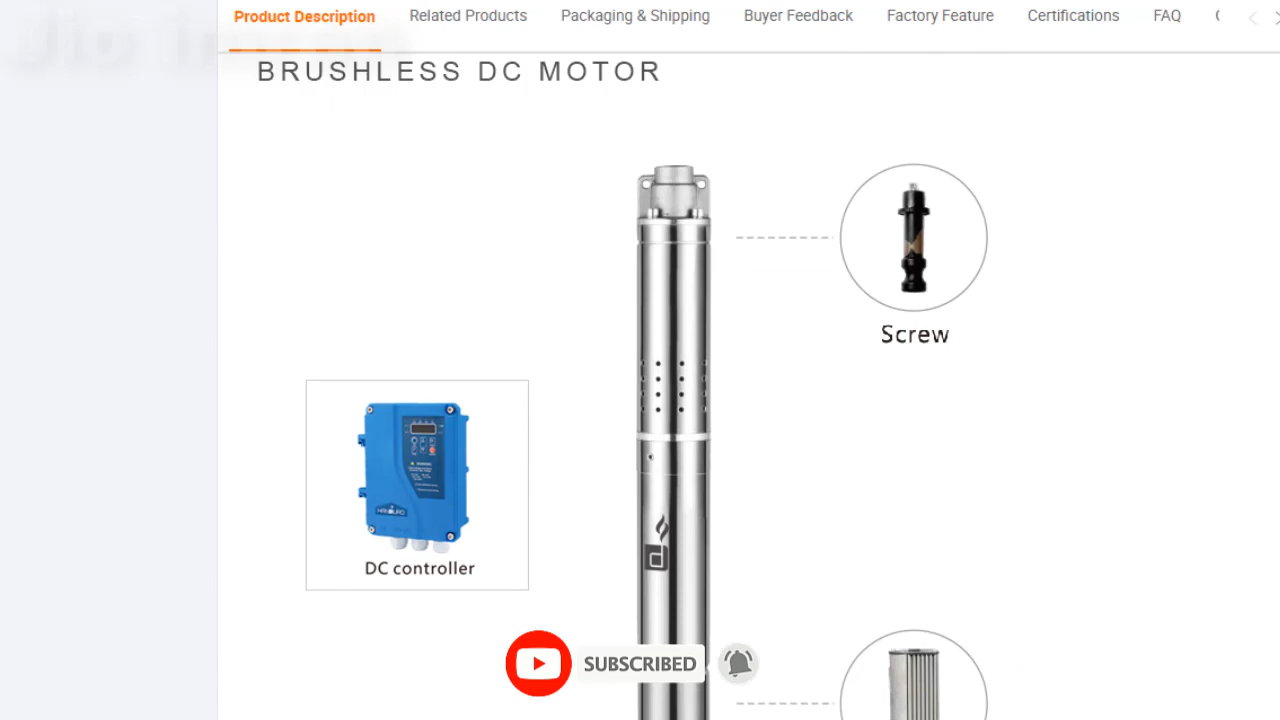 Product Description Related Products Packaging & Shipping Buyer Feedback Factory Feature Certifications FAQ
BRUSHLESS DC MOTOR
Screw
DC controller
SUBSCRIBED